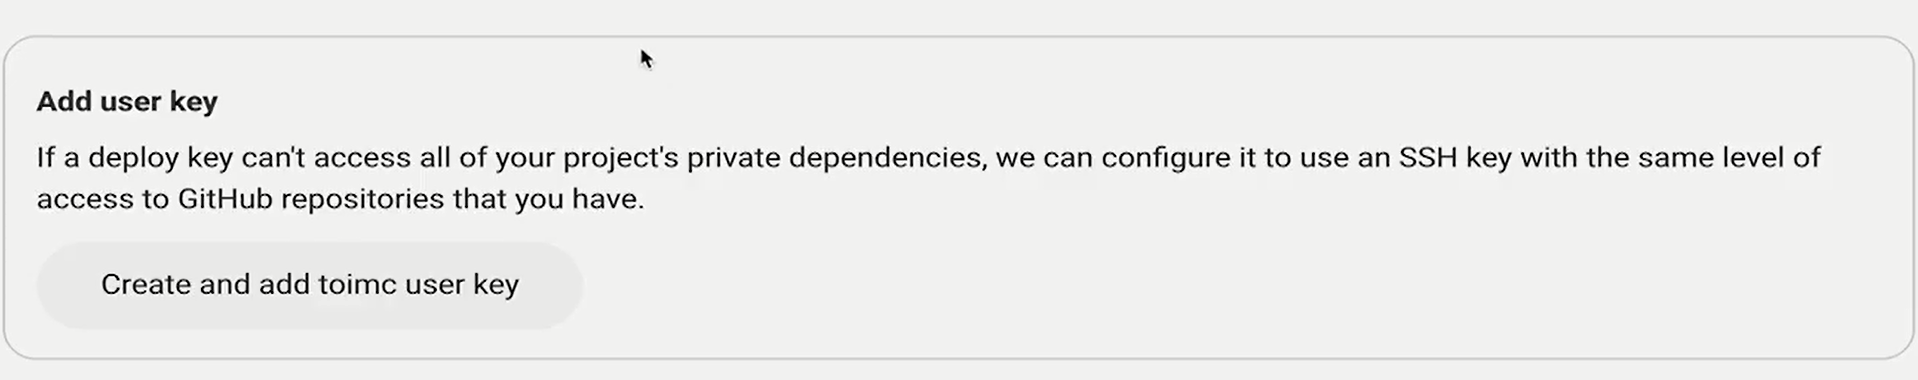 Add user key
If a deploy key can't access all of your project's private dependencies, we can configure it to use an SSH key with the same level of
access to GitHub repositories that you have.
Create and add toimc user key